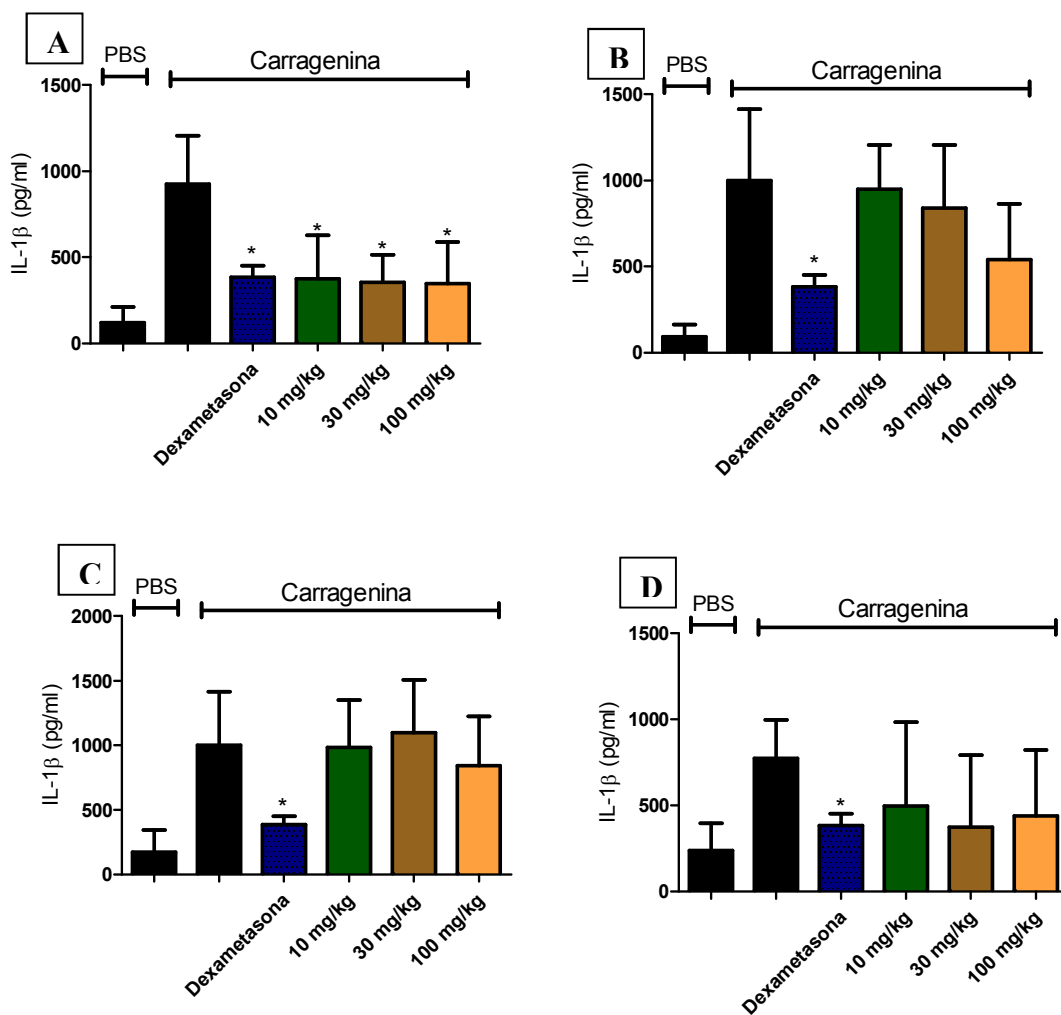 A
PBS
Carragenina
IL-1β (pg/ml)
1500
1000
500
0
*
*
*
*
Dexametasona
10 mg/kg
30 mg/kg
100 mg/kg
B
PBS
Carragenina
IL-1β (pg/ml)
1500
1000
500
0
*
Dexametasona
10 mg/kg
30 mg/kg
100 mg/kg
C
PBS
Carragenina
IL-1β (pg/ml)
2000
1500
1000
500
0
*
Dexametasona
10 mg/kg
30 mg/kg
100 mg/kg
D
PBS
Carragenina
IL-1β (pg/ml)
1500
1000
500
0
*
Dexametasona
10 mg/kg
30 mg/kg
100 mg/kg